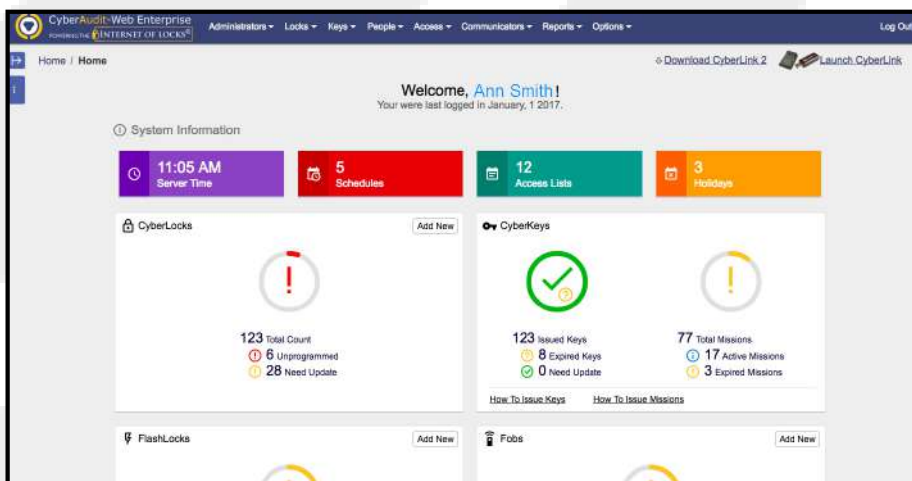 CyberAudit-Web Enterprise
POWERING THE INTERNET OF LOCKS®
Administrators Locks Keys People Access Communicators Reports Options Log Out
Home / Home
Download CyberLink 2 Launch CyberLink
Welcome, Ann Smith!
Your were last logged in January, 1 2017.
System Information
11:05 AM
Server Time
5
Schedules
12
Access Lists
3
Holidays
CyberLocks Add New
123 Total Count
6 Unprogrammed
28 Need Update
CyberKeys
123 Issued Keys
8 Expired Keys
0 Need Update
77 Total Missions
17 Active Missions
3 Expired Missions
How To Issue Keys How To Issue Missions
FlashLocks Add New
Fobs Add New